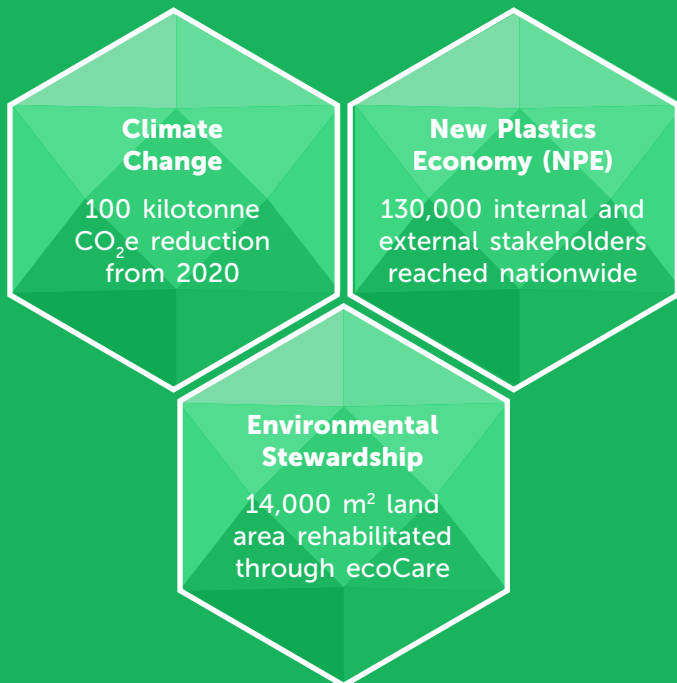 Climate
Change
100 kilotonne
CO₂e reduction
from 2020
New Plastics
Economy (NPE)
130,000 internal and
external stakeholders
reached nationwide
Environmental
Stewardship
14,000 m² land
area rehabilitated
through ecoCare